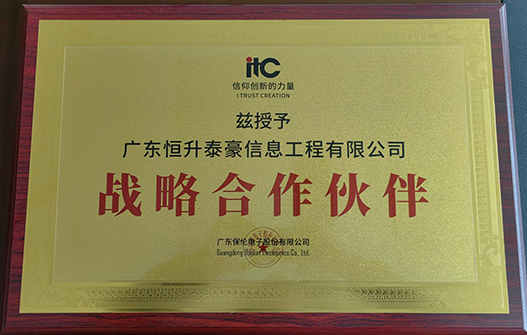 itC
信仰创新的力量
I TRUST CREATION
兹授予
广东恒升泰豪信息工程有限公司
战略合作伙伴
广东保伦电子股份有限公司
Guangdong Baolun Electronics Co., Ltd.